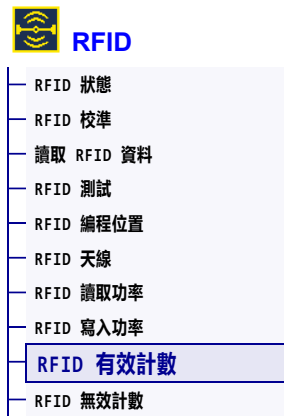 RFID
RFID 狀態
RFID 校準
讀取 RFID 資料
RFID 測試
RFID 編程位置
RFID 天線
RFID 讀取功率
RFID 寫入功率
RFID 有效計數
RFID 無效計數